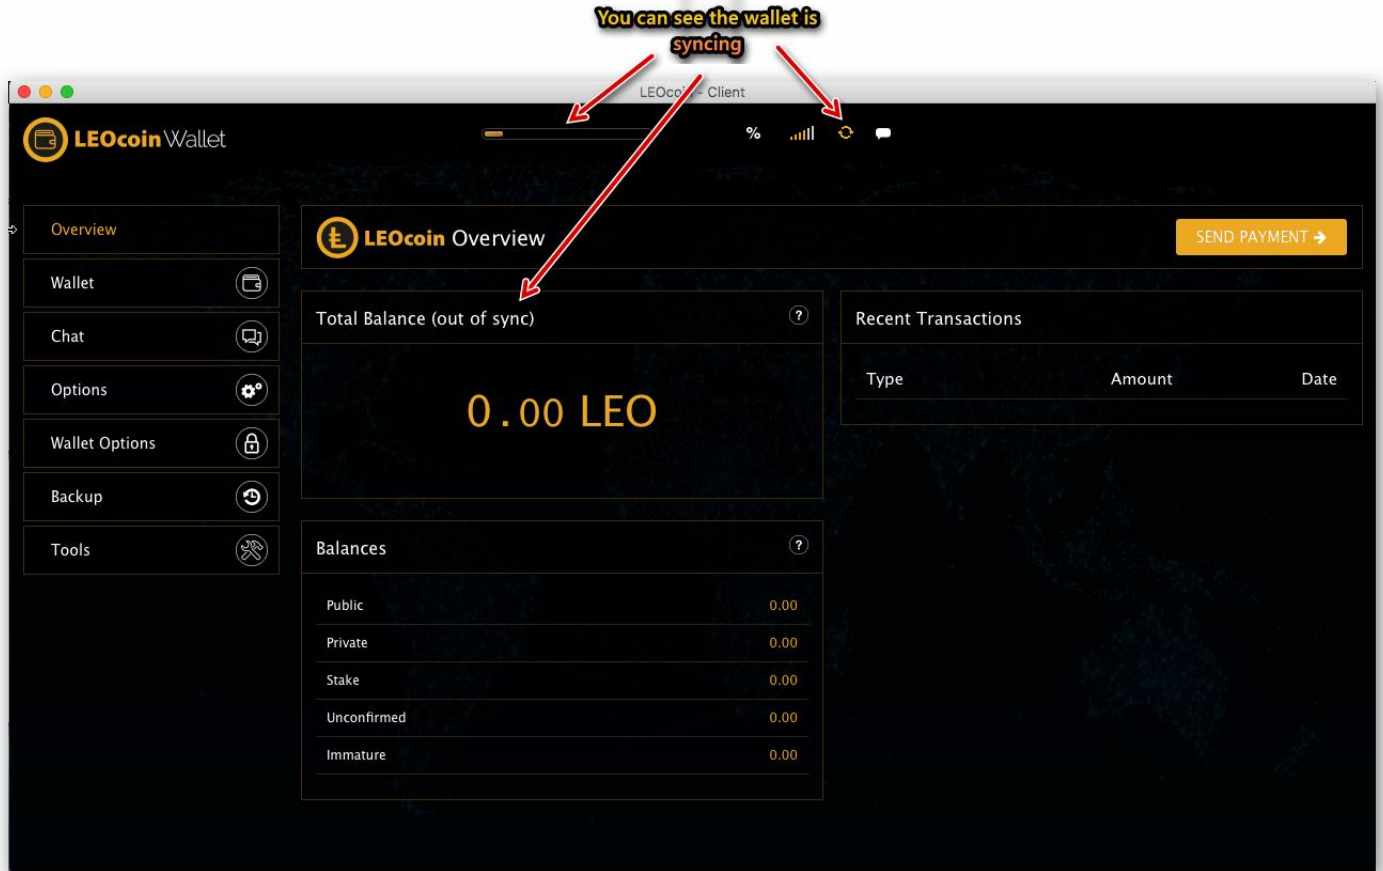 You can see the wallet is
syncing
LEOcoin - Client
LEOcoin Wallet
%
Overview
Wallet
Chat
Options
Wallet Options
Backup
Tools
LEOcoin Overview
SEND PAYMENT
Total Balance (out of sync)
?
0.00 LEO
Recent Transactions
Type Amount Date
Balances
?
Public 0.00
Private 0.00
Stake 0.00
Unconfirmed 0.00
Immature 0.00